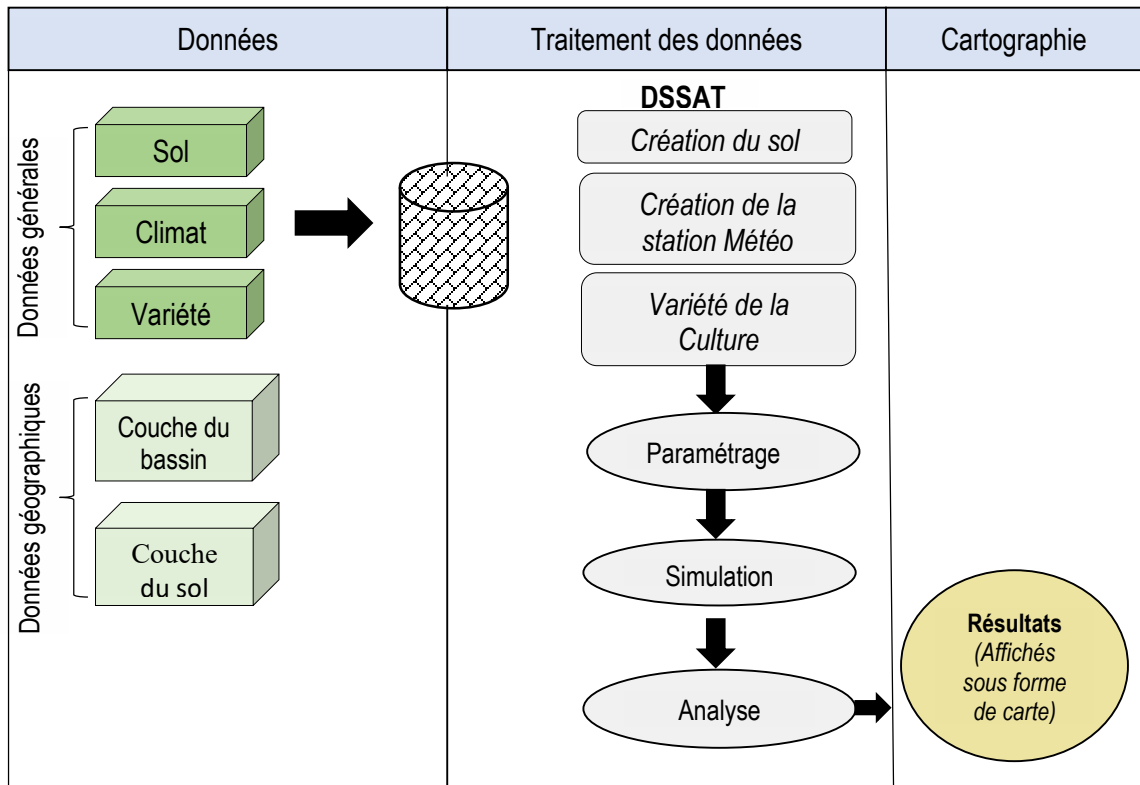 Données
Traitement des données
Cartographie
Données générales
Sol
Climat
Variété
Données géographiques
Couche du
bassin
Couche
du sol
DSSAT
Création du sol
Création de la
station Météo
Variété de la
Culture
Paramétrage
Simulation
Analyse
Résultats
(Affichés
sous forme
de carte)